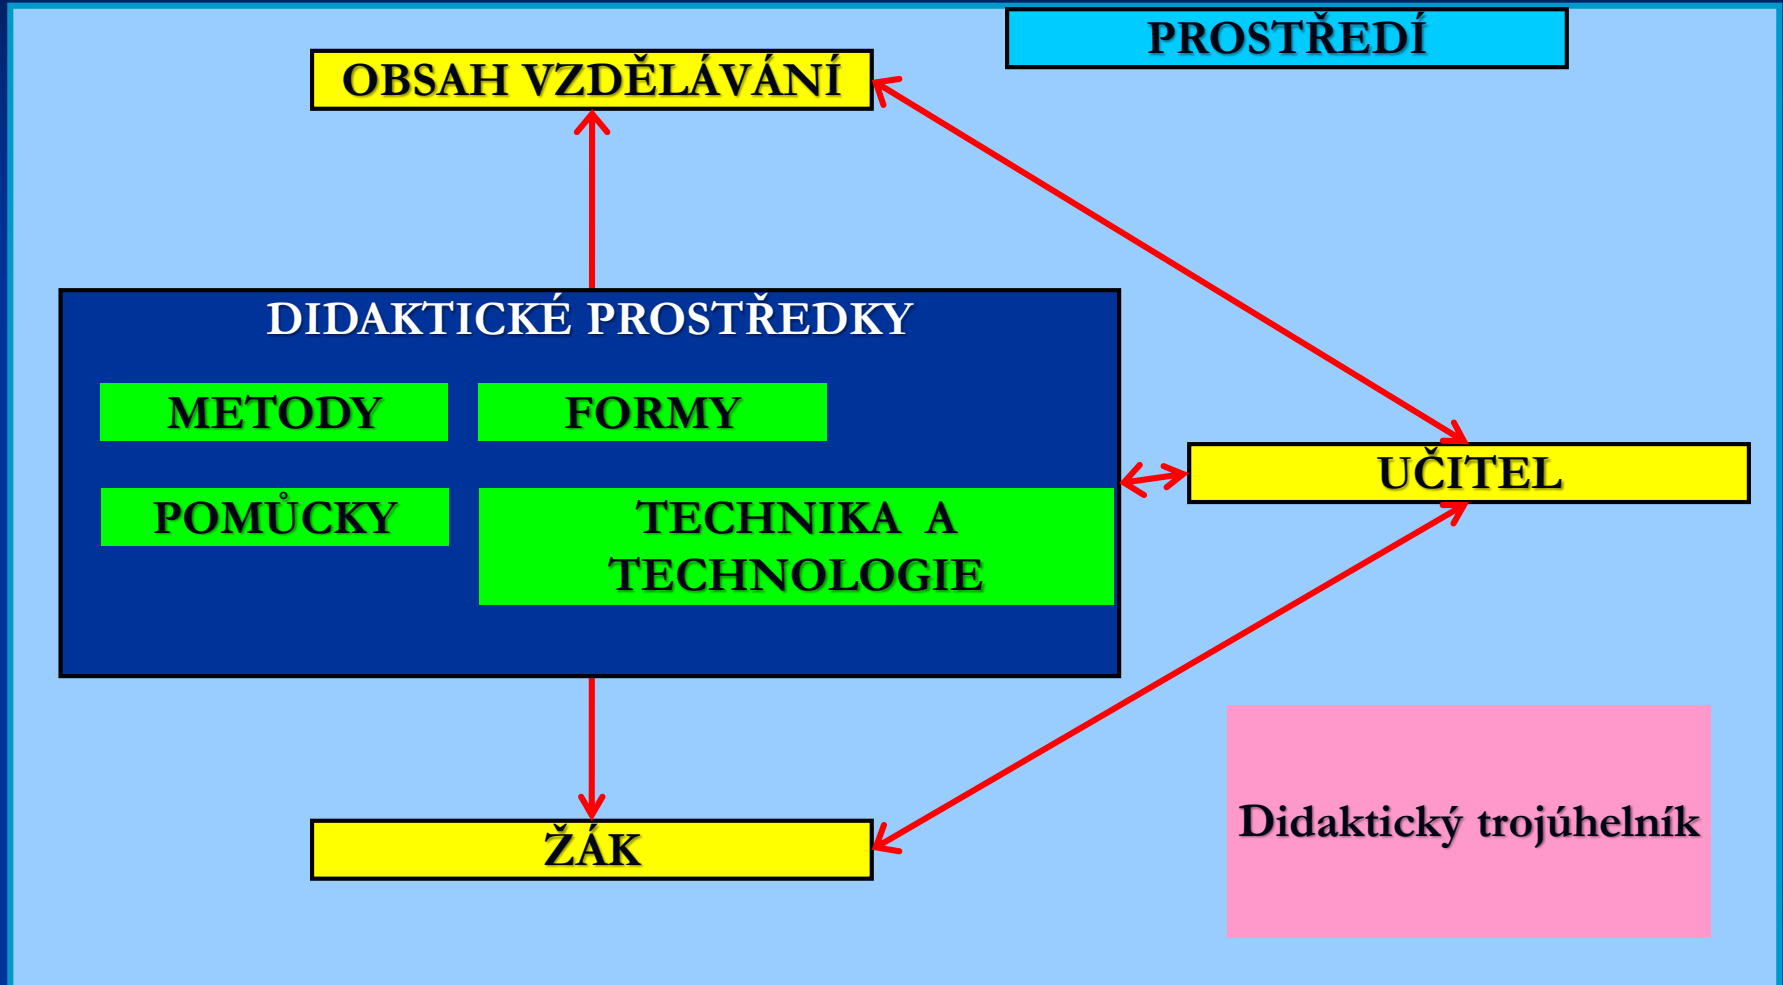 PROSTŘEDÍ
OBSAH VZDĚLÁVÁNÍ
DIDAKTICKÉ PROSTŘEDKY
METODY
FORMY
UČITEL
POMŮCKY
TECHNIKA A
TECHNOLOGIE
Didaktický trojúhelník
ŽÁK